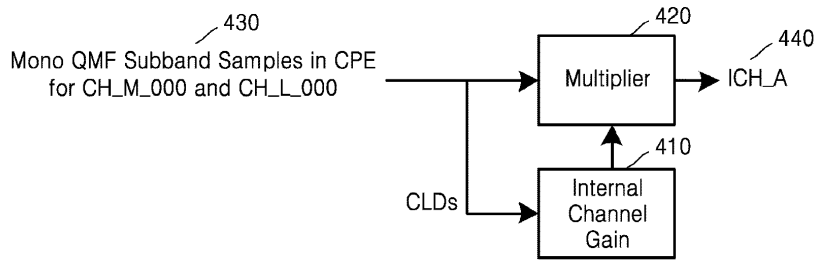 430
Mono QMF Subband Samples in CPE
for CH_M_000 and CH_L_000
420
Multiplier
440
ICH_A
410
Internal
Channel
Gain
CLDs